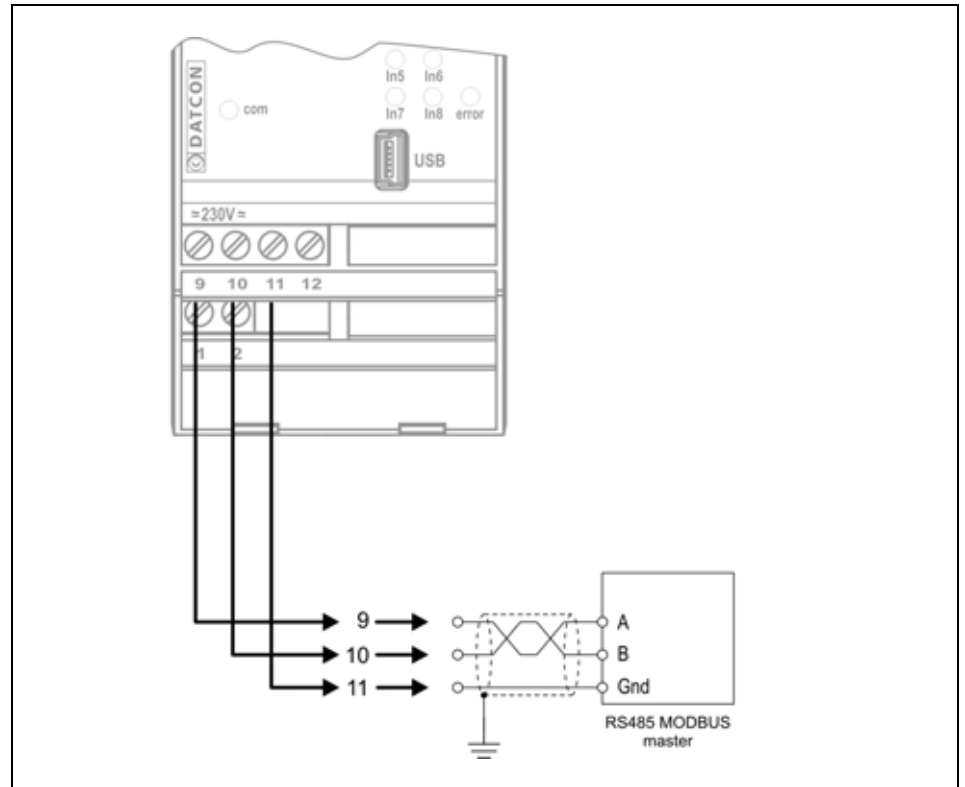 DATCON
com
In5 In6
In7 In8 error
USB
≂230V≂
9 10 11 12
1 2
9
10
11
A
B
Gnd
RS485 MODBUS
master